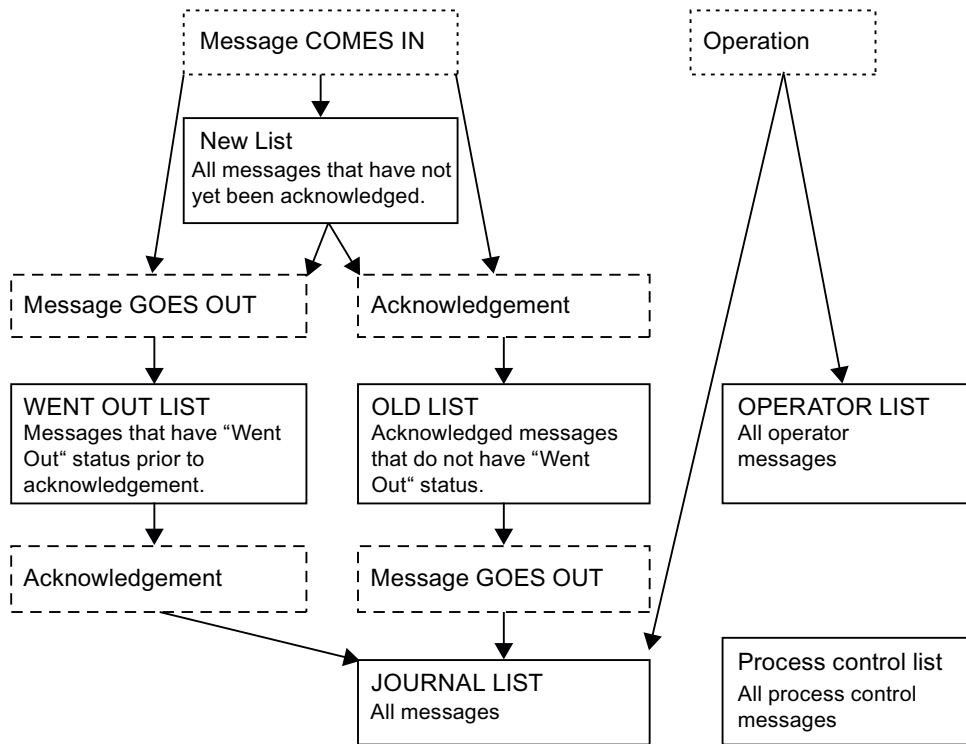 Message COMES IN
Operation
New List
All messages that have not
yet been acknowledged.
Message GOES OUT
Acknowledgement
WENT OUT LIST
Messages that have “Went
Out“ status prior to
acknowledgement.
OLD LIST
Acknowledged messages
that do not have “Went
Out“ status.
OPERATOR LIST
All operator
messages
Acknowledgement
Message GOES OUT
JOURNAL LIST
All messages
Process control list
All process control
messages